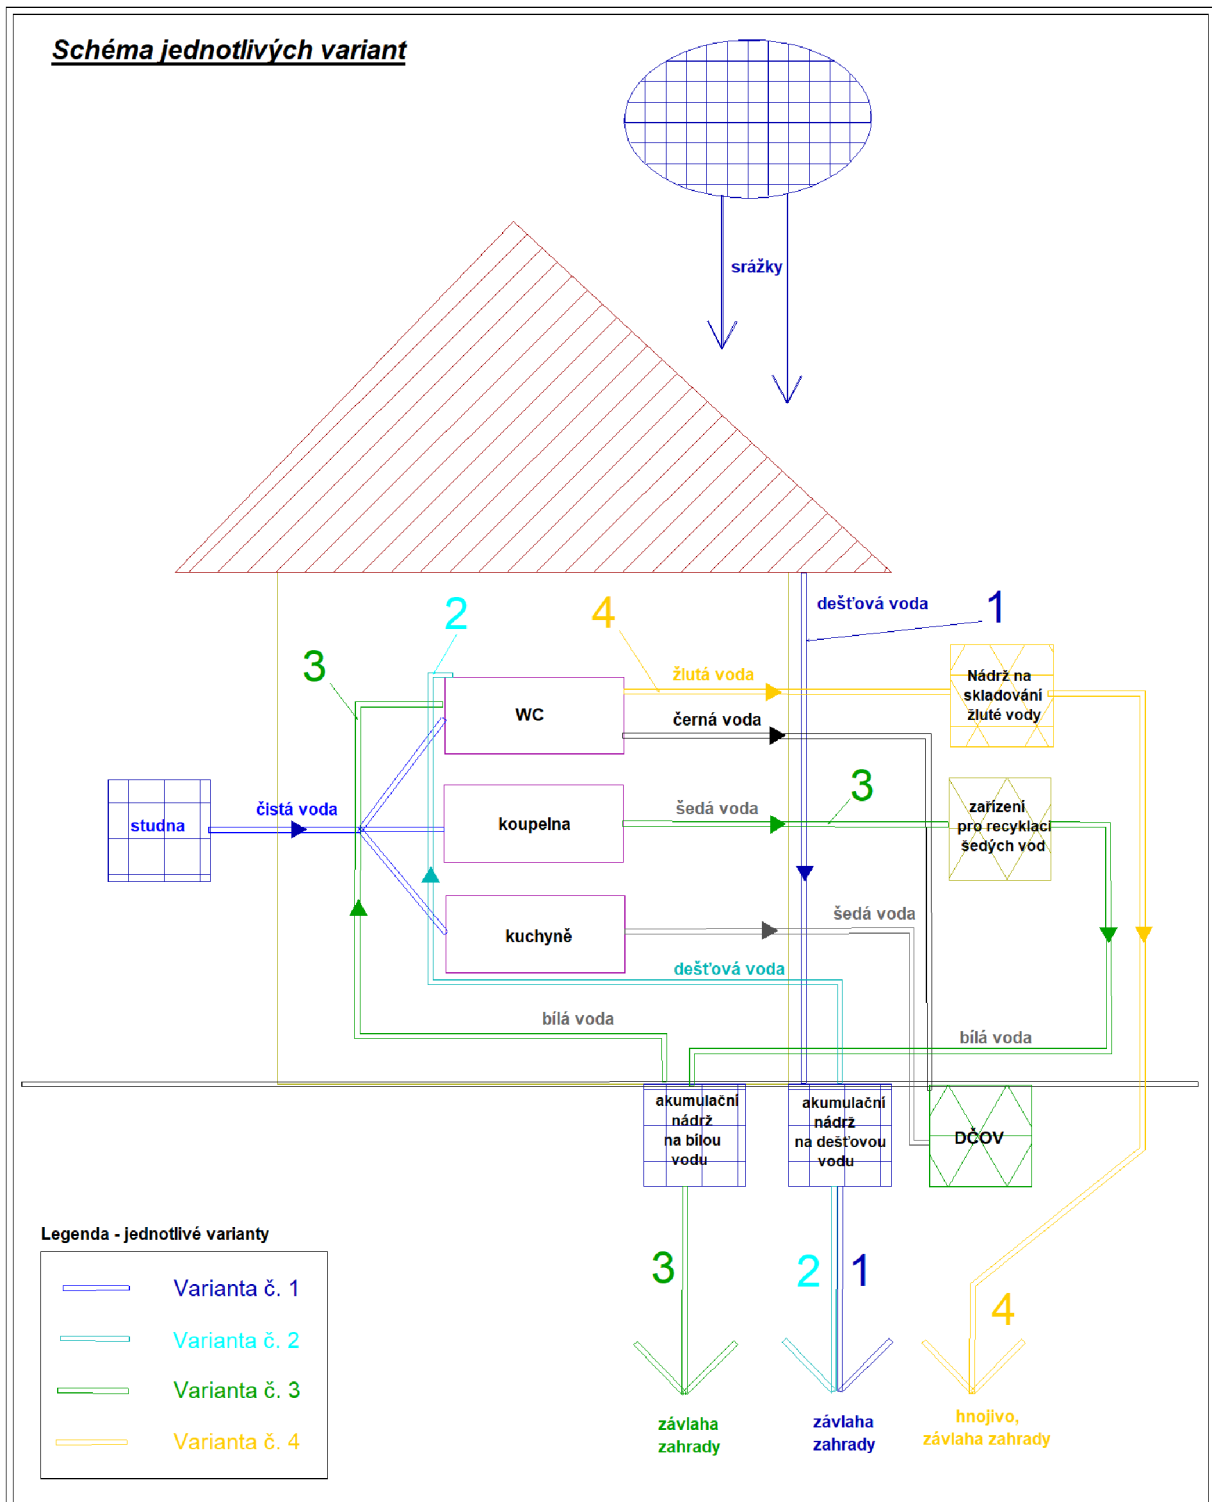 Schéma jednotlivých variant
srážky
dešťová voda
1
2
4
3
žlutá voda
Nádrž na
skladování
žluté vody
WC
černá voda
čistá voda
studna
koupelna
šedá voda
3
zařízení
pro recyklaci
šedých vod
kuchyně
šedá voda
dešťová voda
bílá voda
bílá voda
akumulační
nádrž
na bílou
vodu
akumulační
nádrž
na dešťovou
vodu
DČOV
3
2
1
4
závlaha
zahrady
závlaha
zahrady
hnojivo,
závlaha zahrady
Legenda - jednotlivé varianty
Varianta č. 1
Varianta č. 2
Varianta č. 3
Varianta č. 4